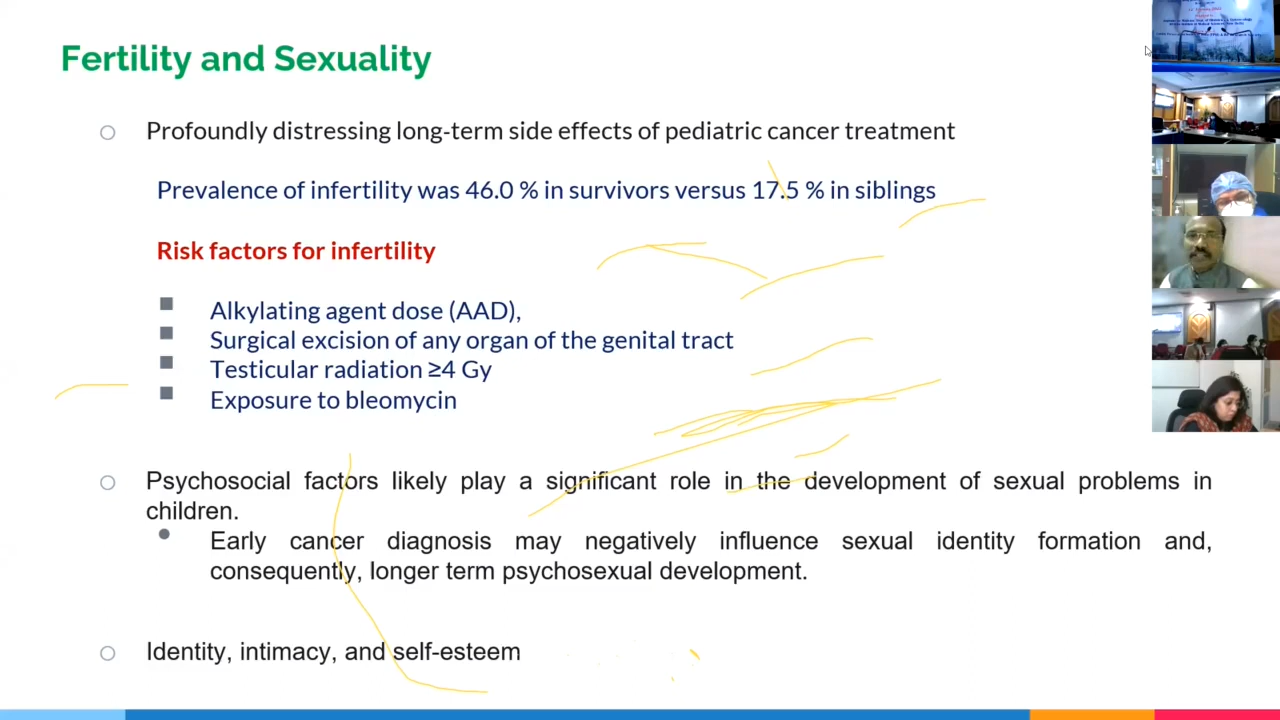 Fertility and Sexuality
Profoundly distressing long-term side effects of pediatric cancer treatment
Prevalence of infertility was 46.0 % in survivors versus 17.5 % in siblings
Risk factors for infertility
Alkylating agent dose (AAD),
Surgical excision of any organ of the genital tract
Testicular radiation ≥4 Gy
Exposure to bleomycin
Psychosocial factors likely play a significant role in the development of sexual problems in
children.
Early cancer diagnosis may negatively influence sexual identity formation and,
consequently, longer term psychosexual development.
Identity, intimacy, and self-esteem